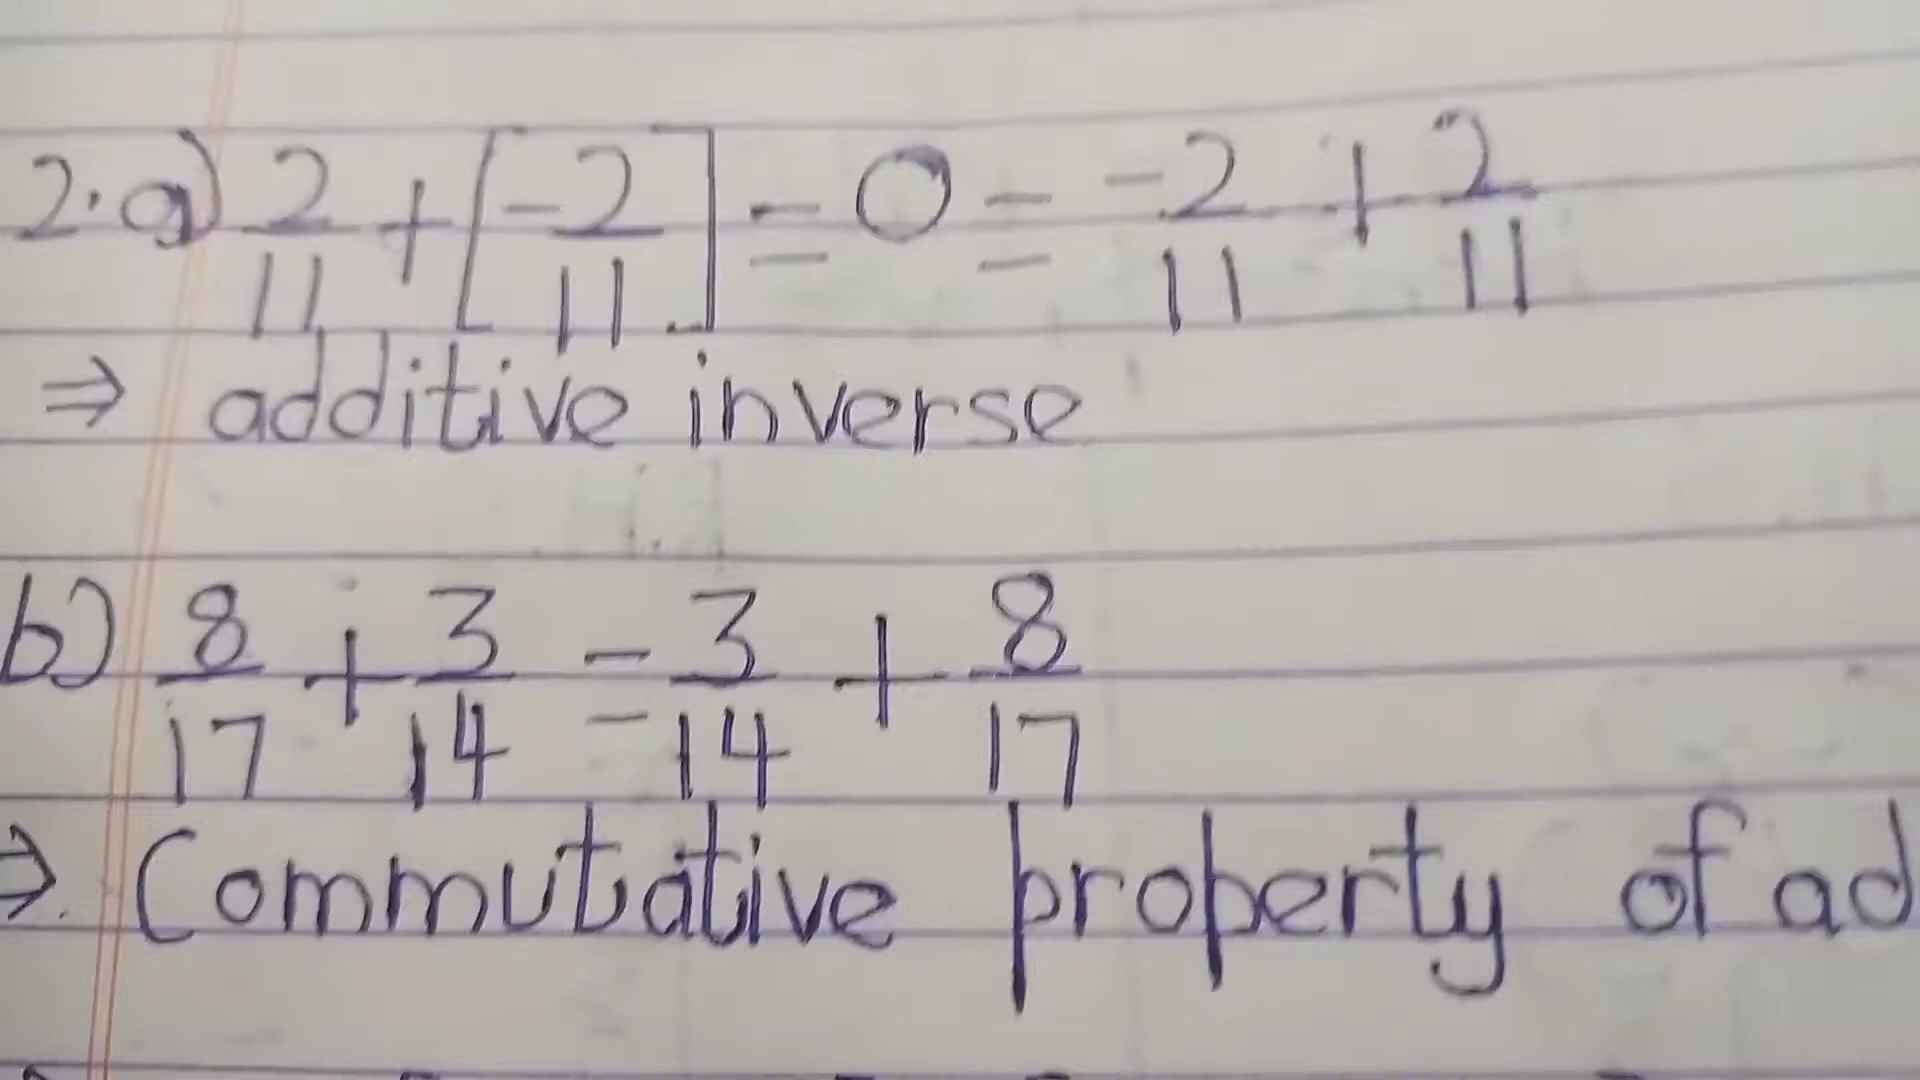 2. a) 2/11 + [-2/11] = 0 = -2/11 + 2/11
⇒ additive inverse
b) 8/17 + 3/14 = 3/14 + 8/17
⇒ Commutative property of ad